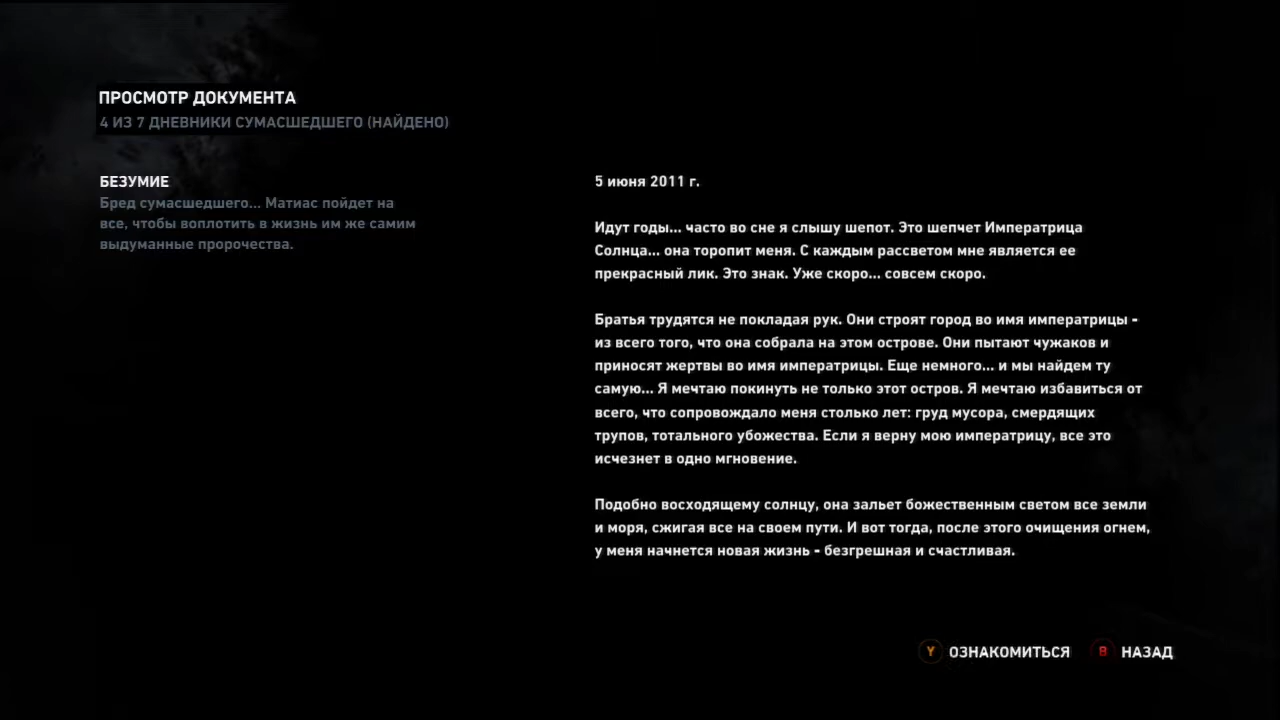 ПРОСМОТР ДОКУМЕНТА
4 ИЗ 7 ДНЕВНИКИ СУМАСШЕДШЕГО (НАЙДЕНО)
БЕЗУМИЕ
Бред сумасшедшего... Матиас пойдет на
все, чтобы воплотить в жизнь им же самим
выдуманные пророчества.
5 июня 2011 г.
Идут годы... часто во сне я слышу шепот. Это шепчет Императрица
Солнца... она торопит меня. С каждым рассветом мне является ее
прекрасный лик. Это знак. Уже скоро... совсем скоро.
Братья трудятся не покладая рук. Они строят город во имя императрицы -
из всего того, что она собрала на этом острове. Они пытают чужаков и
приносят жертвы во имя императрицы. Еще немного... и мы найдем ту
самую... Я мечтаю покинуть не только этот остров. Я мечтаю избавиться от
всего, что сопровождало меня столько лет: груд мусора, смердящих
трупов, тотального убожества. Если я верну мою императрицу, все это
исчезнет в одно мгновение.
Подобно восходящему солнцу, она зальет божественным светом все земли
и моря, сжигая все на своем пути. И вот тогда, после этого очищения огнем,
у меня начнется новая жизнь - безгрешная и счастливая.
Y ОЗНАКОМИТЬСЯ B НАЗАД